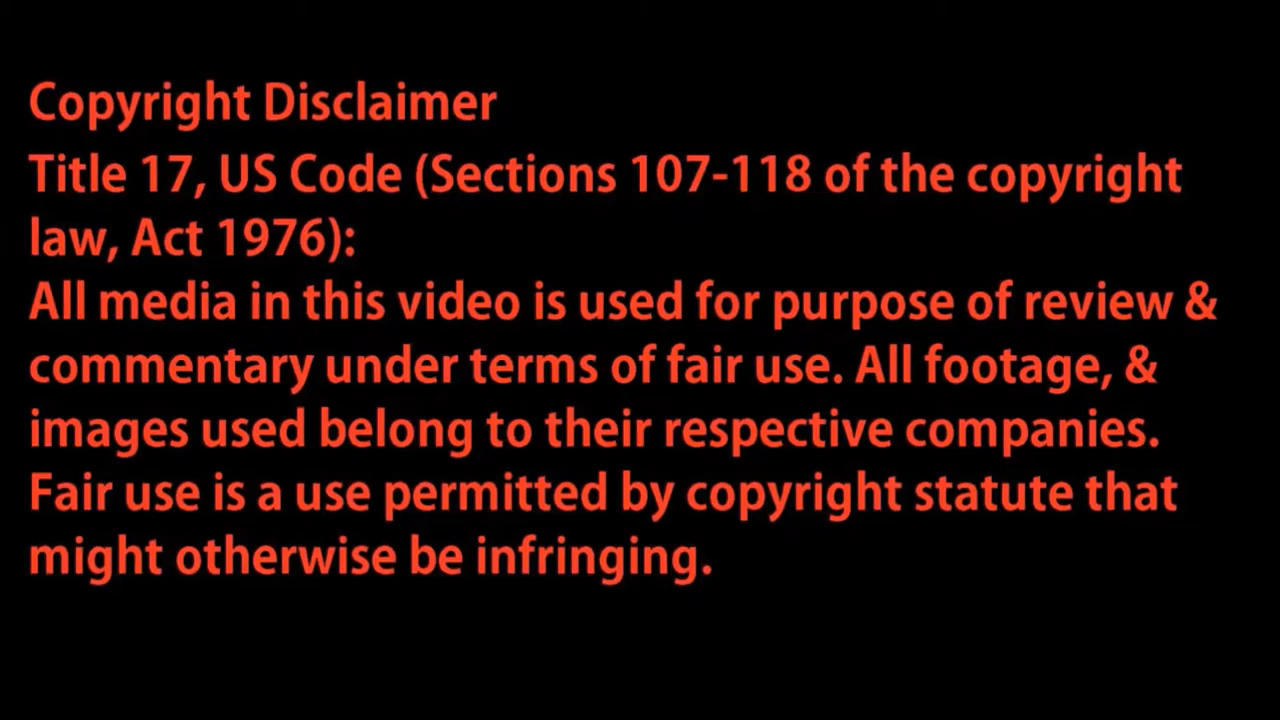 Copyright Disclaimer
Title 17, US Code (Sections 107-118 of the copyright
law, Act 1976):
All media in this video is used for purpose of review &
commentary under terms of fair use. All footage, &
images used belong to their respective companies.
Fair use is a use permitted by copyright statute that
might otherwise be infringing.